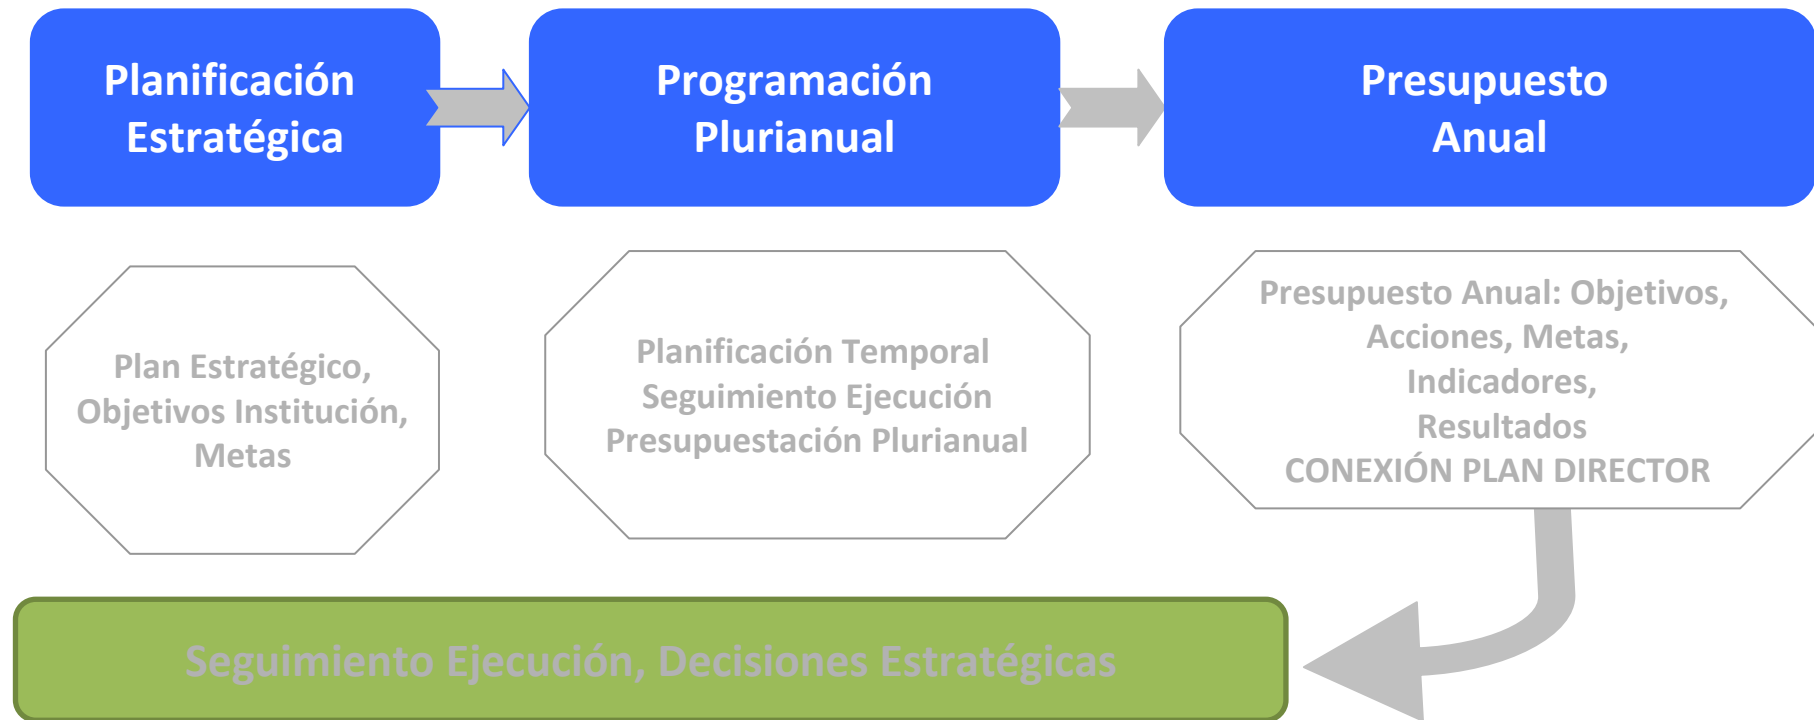 Planificación
Estratégica
Programación
Plurianual
Presupuesto
Anual
Plan Estratégico,
Objetivos Institución,
Metas
Planificación Temporal
Seguimiento Ejecución
Presupuestación Plurianual
Presupuesto Anual: Objetivos,
Acciones, Metas,
Indicadores,
Resultados
CONEXIÓN PLAN DIRECTOR
Seguimiento Ejecución, Decisiones Estratégicas